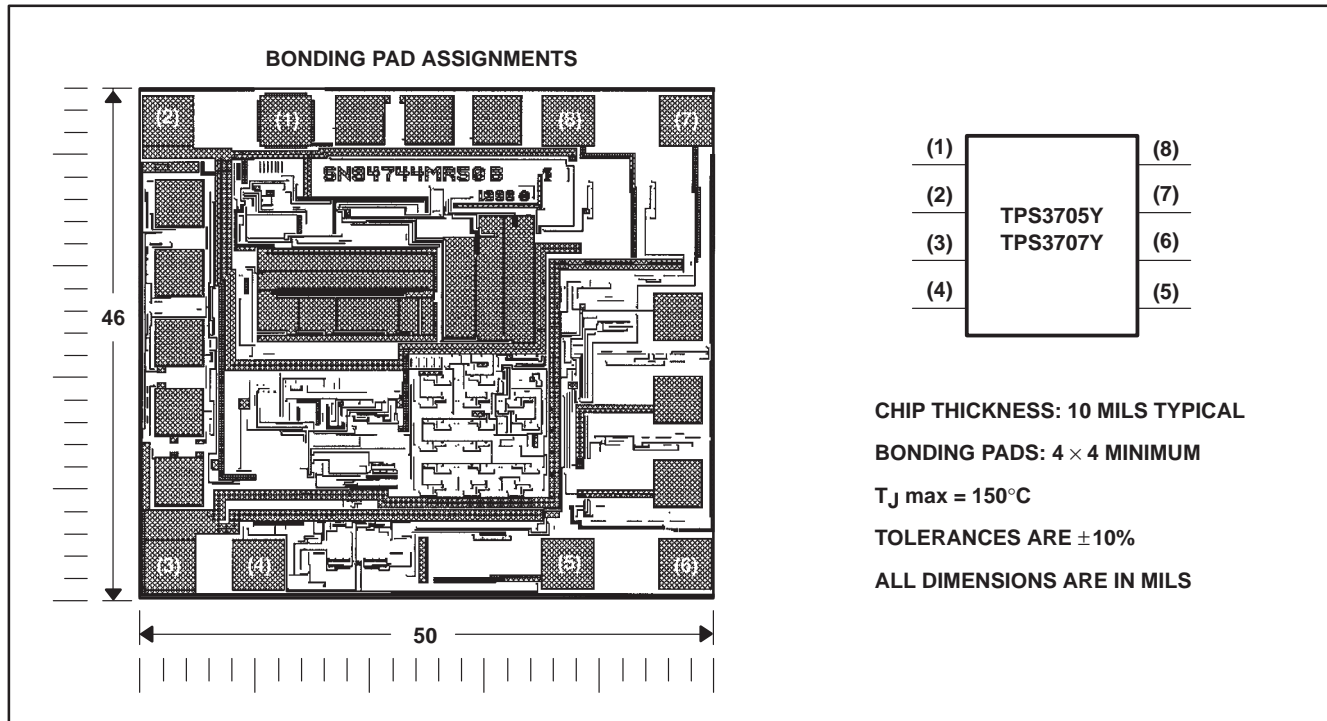 BONDING PAD ASSIGNMENTS
(2)
(1)
(8)
(7)
46
(3)
(4)
(5)
(6)
50
(1)
(2)
(3)
(4)
TPS3705Y
TPS3707Y
(8)
(7)
(6)
(5)
CHIP THICKNESS: 10 MILS TYPICAL
BONDING PADS: 4 × 4 MINIMUM
TJ max = 150°C
TOLERANCES ARE ±10%
ALL DIMENSIONS ARE IN MILS